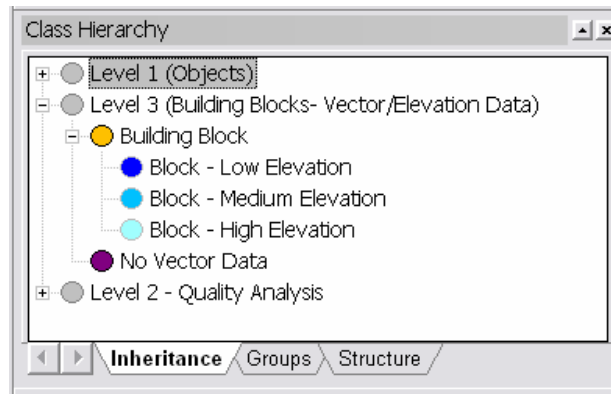 Class Hierarchy
Level 1 (Objects)
Level 3 (Building Blocks- Vector/Elevation Data)
Building Block
Block - Low Elevation
Block - Medium Elevation
Block - High Elevation
No Vector Data
Level 2 - Quality Analysis
Inheritance Groups Structure